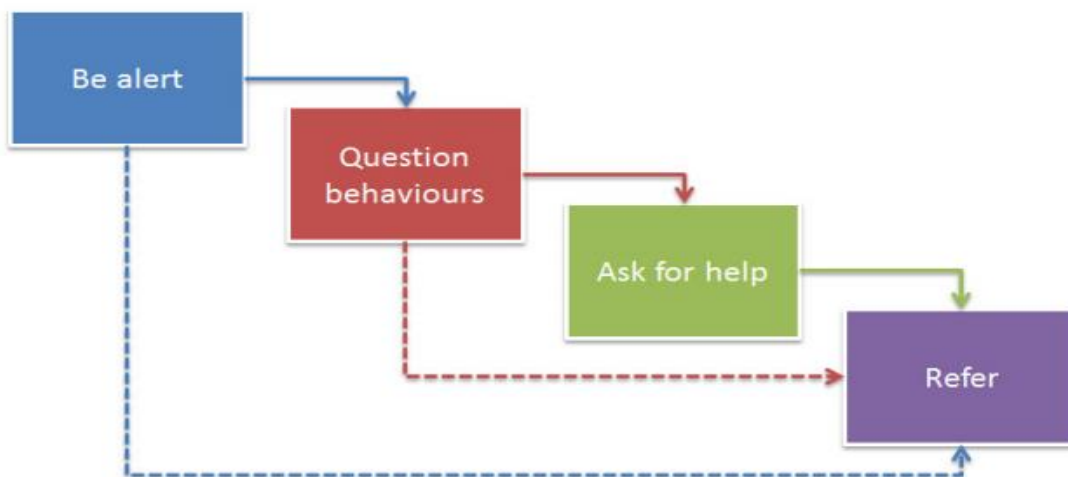 Be alert
Question
behaviours
Ask for help
Refer